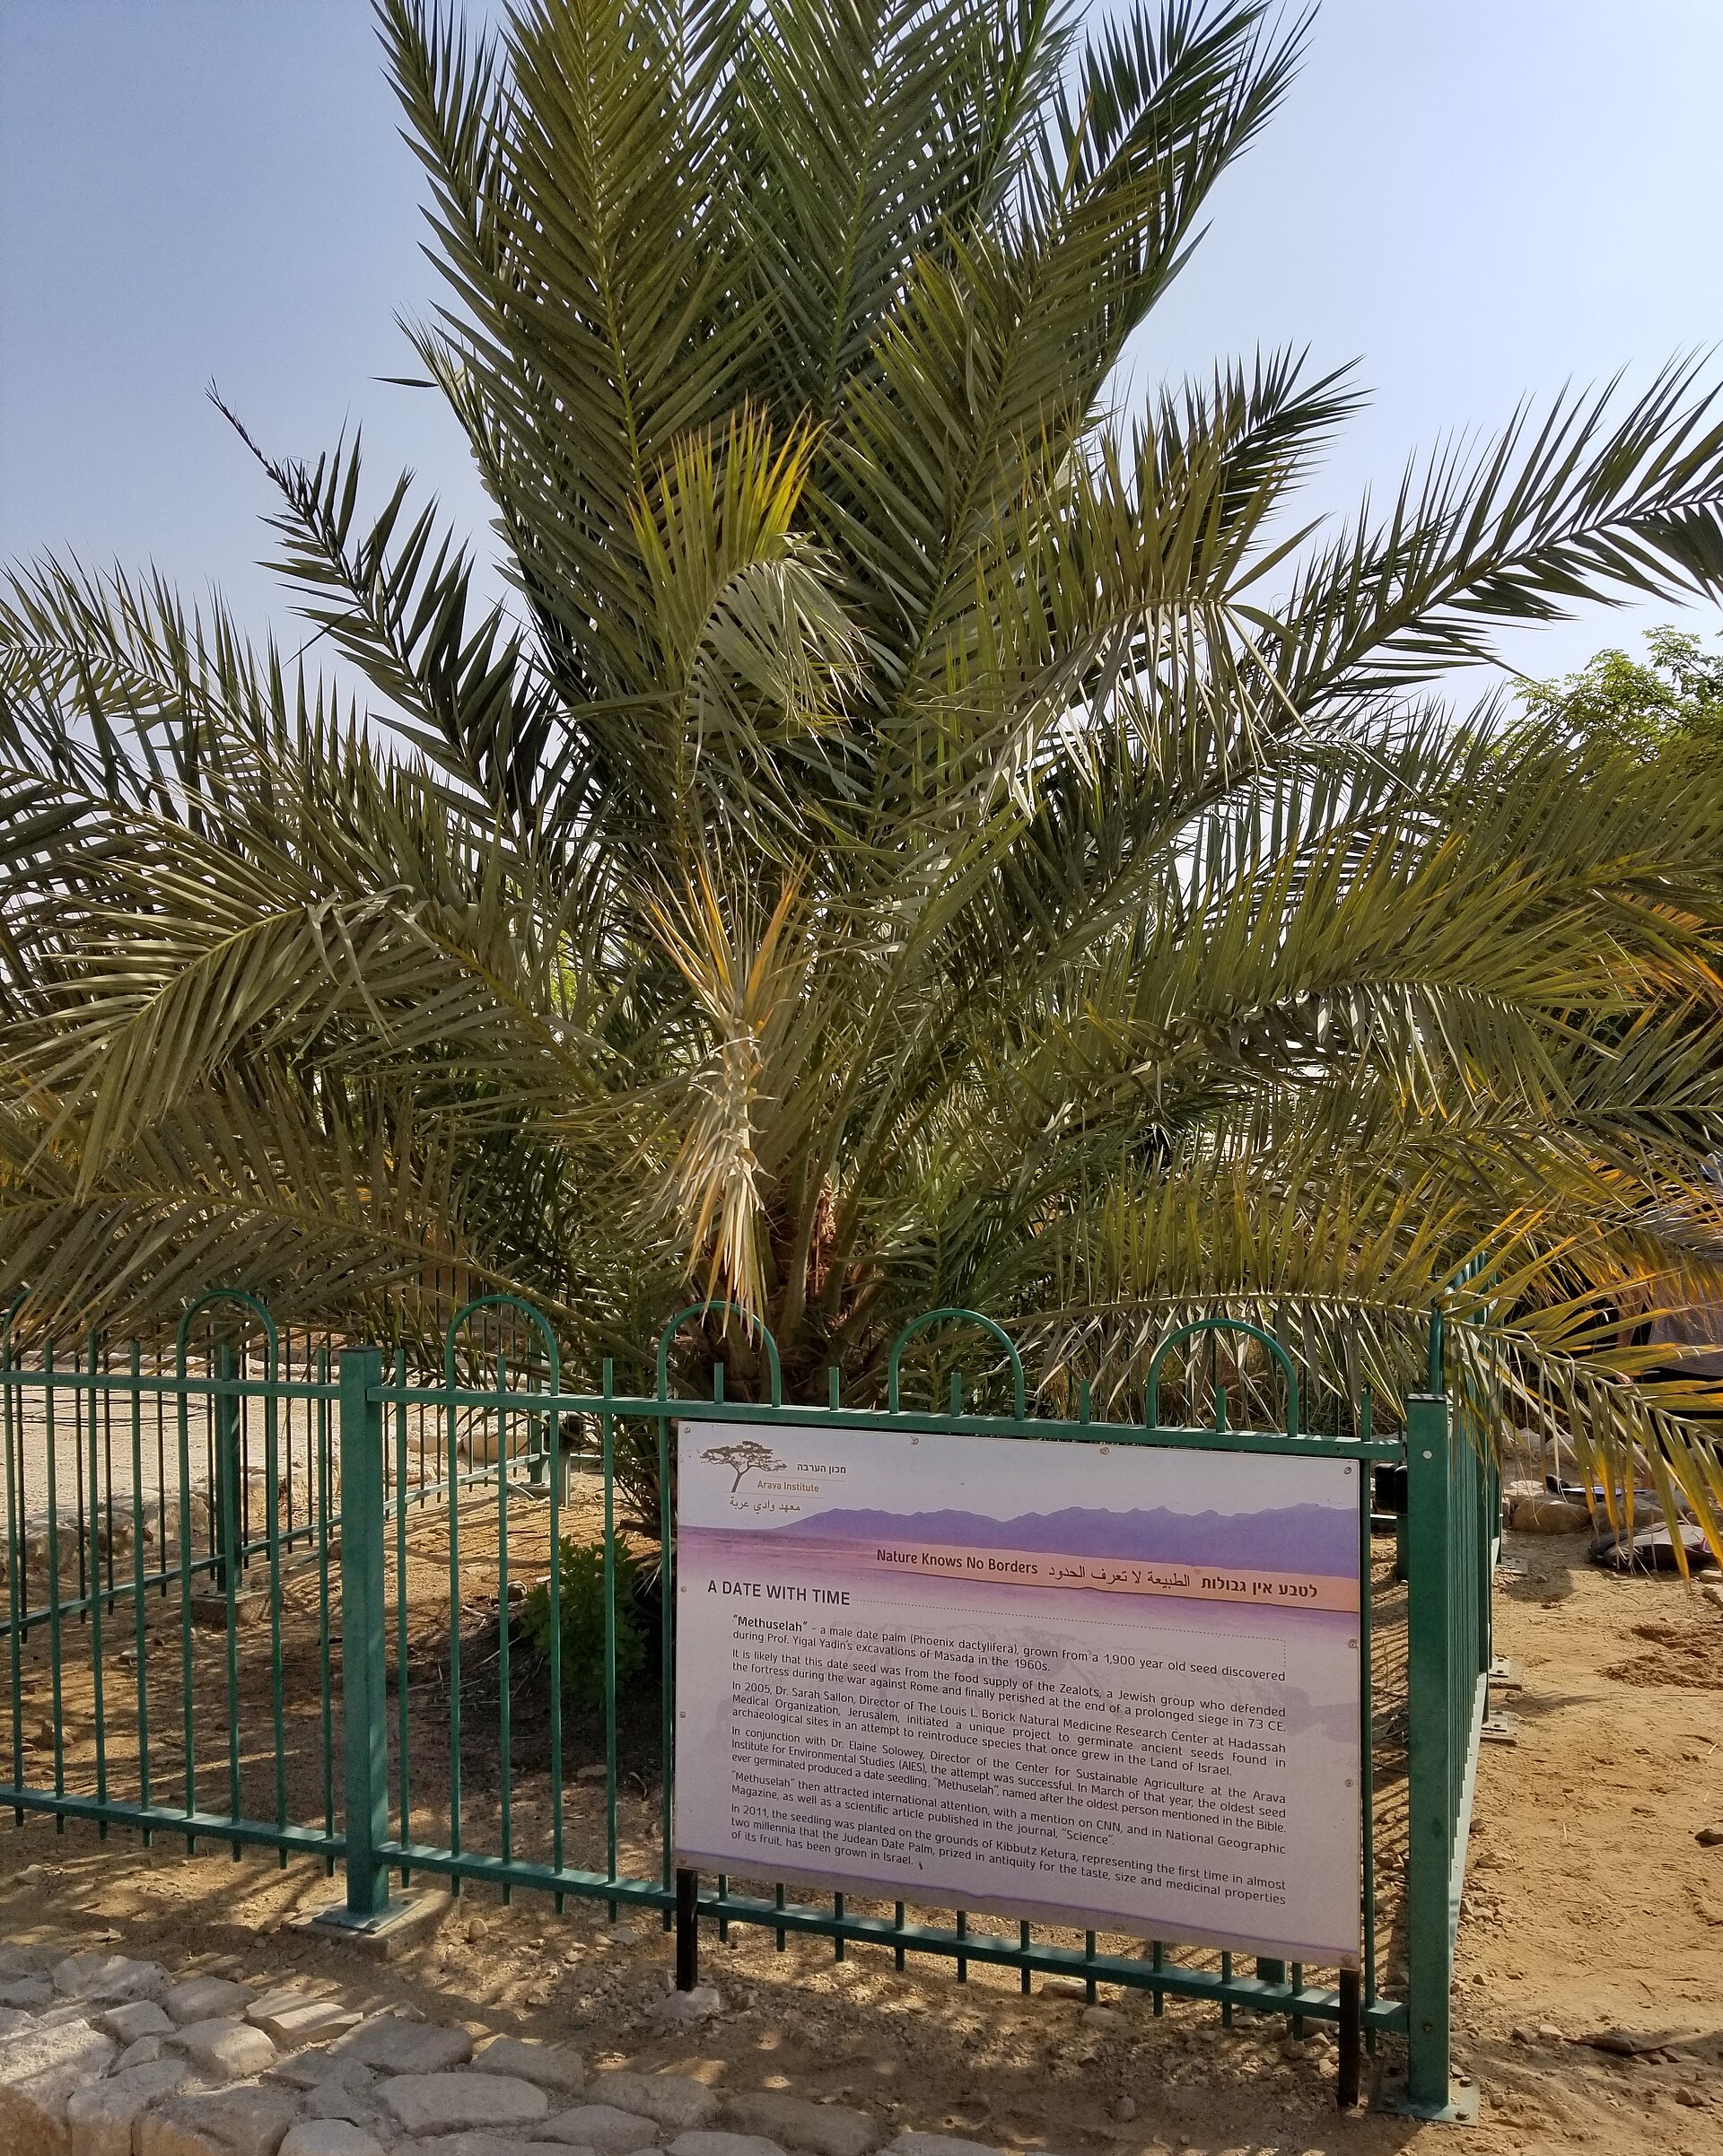 מכון הערבה
Arava Institute
معهد وادي عربة
Nature Knows No Borders الطبيعة لا تعرف الحدود לטבע אין גבולות
A DATE WITH TIME
"Methuselah" - a male date palm (Phoenix dactylifera), grown from a 1,900 year old seed discovered
during Prof. Yigal Yadin's excavations of Masada in the 1960s.
It is likely that this date seed was from the food supply of the Zealots, a Jewish group who defended
the fortress during the war against Rome and finally perished at the end of a prolonged siege in 73 CE.
In 2005, Dr. Sarah Sallon, Director of The Louis L. Borick Natural Medicine Research Center at Hadassah
Medical Organization, Jerusalem, initiated a unique project to germinate ancient seeds found in
archaeological sites in an attempt to reintroduce species that once grew in the Land of Israel.
In conjunction with Dr. Elaine Solowey, Director of the Center for Sustainable Agriculture at the Arava
Institute for Environmental Studies (AIES), the attempt was successful. In March of that year, the oldest seed
ever germinated produced a date seedling, "Methuselah", named after the oldest person mentioned in the Bible.
"Methuselah" then attracted international attention, with a mention on CNN, and in National Geographic
Magazine, as well as a scientific article published in the journal, "Science".
In 2011, the seedling was planted on the grounds of Kibbutz Ketura, representing the first time in almost
two millennia that the Judean Date Palm, prized in antiquity for the taste, size and medicinal properties
of its fruit, has been grown in Israel.